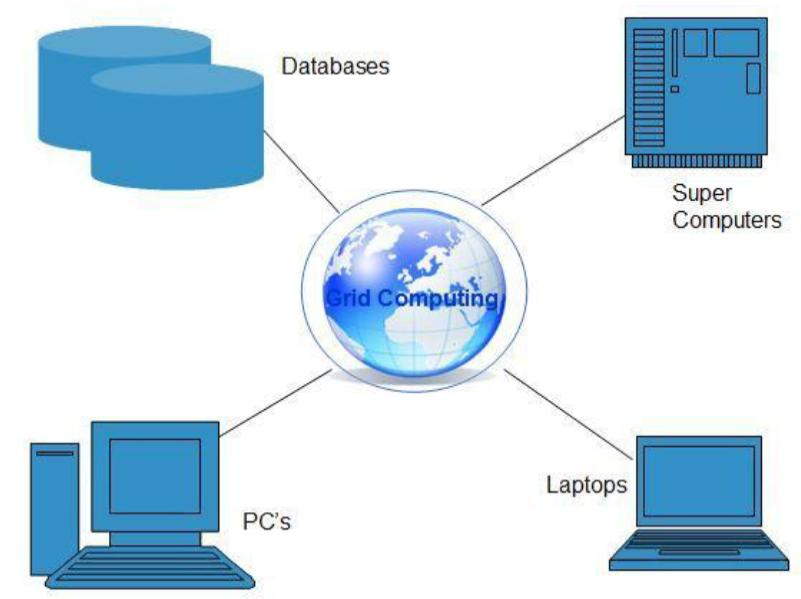 Databases
Super
Computers
Grid Computing
Laptops
PC's